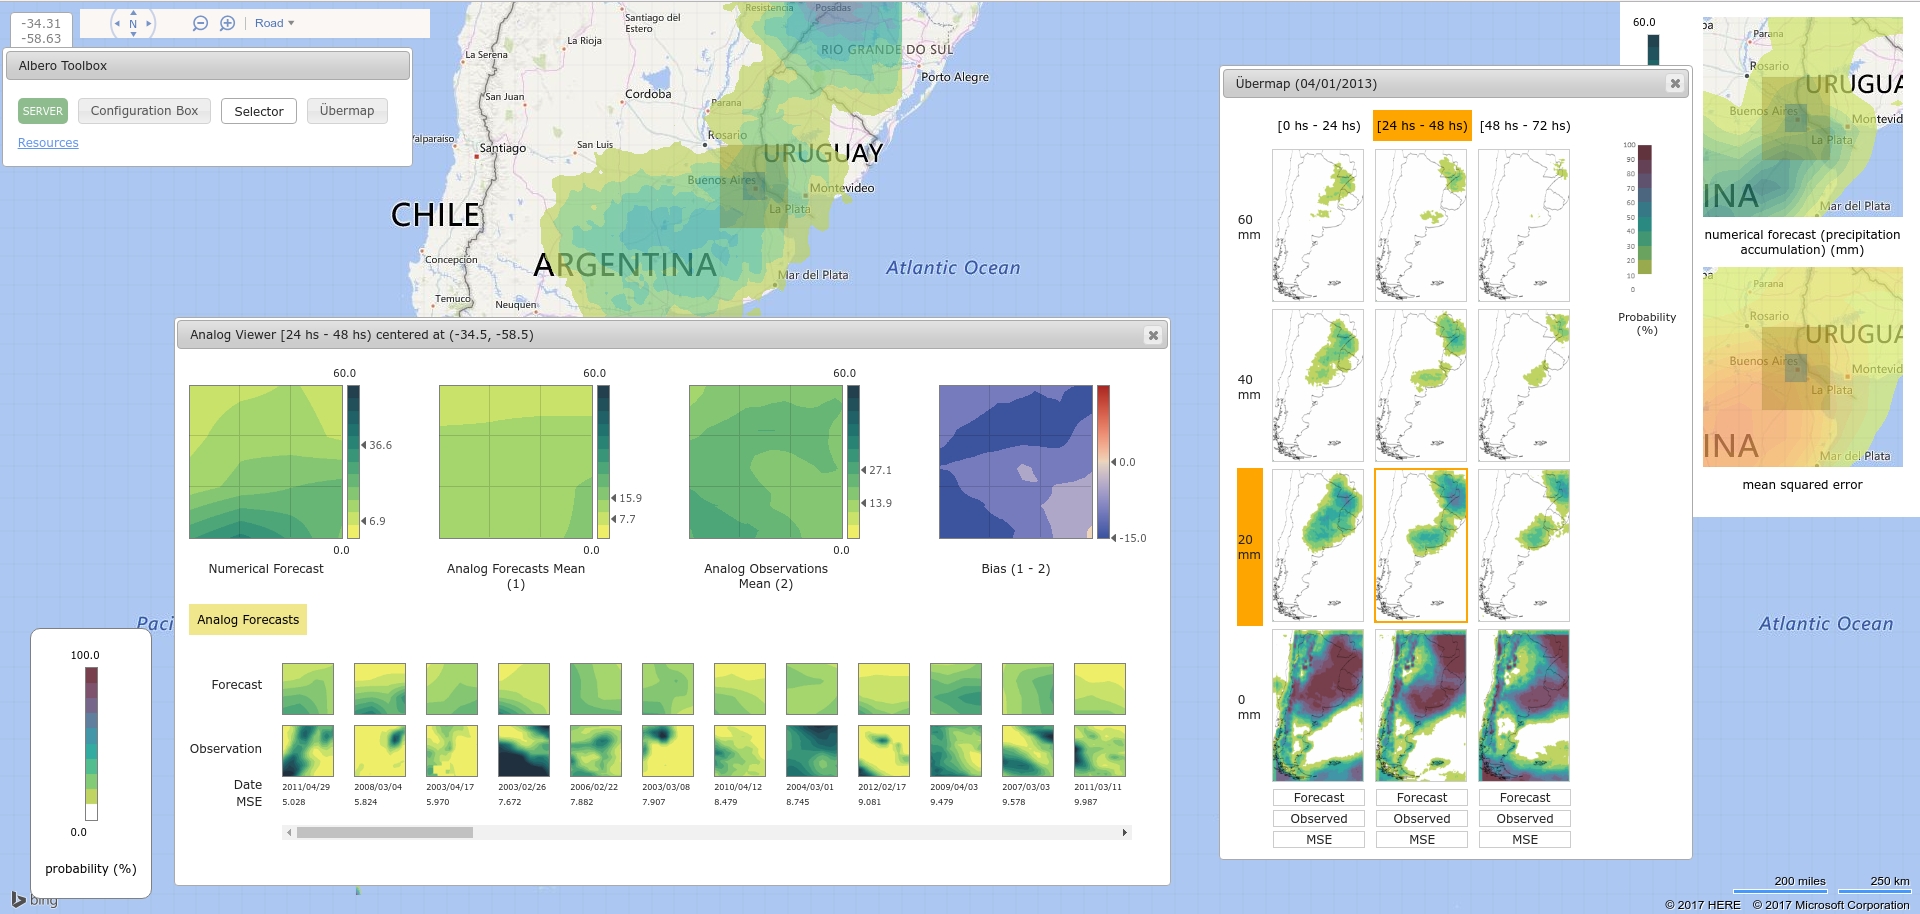 -34.31
-58.63
N
Road
Albero Toolbox
SERVER
Configuration Box
Selector
Übermap
Resources
Santiago del
Estero
Resistencia
Posadas
La Rioja
La Serena
RIO GRANDE DO SUL
Porto Alegre
San Juan
Cordoba
Parana
Rosario
Valparaiso
Santiago
San Luis
URUGUAY
Buenos Aires
Montevideo
La Plata
CHILE
Concepción
ARGENTINA
Mar del Plata
Atlantic Ocean
Temuco
Neuquen
Analog Viewer [24 hs - 48 hs) centered at (-34.5, -58.5)
60.0
36.6
6.9
0.0
Numerical Forecast
60.0
15.9
7.7
0.0
Analog Forecasts Mean
(1)
60.0
27.1
13.9
0.0
Analog Observations
Mean (2)
0.0
-15.0
Bias (1 - 2)
Analog Forecasts
Forecast
Observation
Date
2011/04/29 2008/03/04 2003/04/17 2003/02/26 2006/02/22 2003/03/08 2010/04/12 2004/03/01 2012/02/17 2009/04/03 2007/03/03 2011/03/11
MSE
5.028 5.824 5.970 7.672 7.882 7.907 8.479 8.745 9.081 9.479 9.578 9.987
Paci
100.0
0.0
probability (%)
bing
Übermap (04/01/2013)
[0 hs - 24 hs) [24 hs - 48 hs) [48 hs - 72 hs)
60
mm
40
mm
20
mm
0
mm
100
90
80
70
60
50
40
30
20
10
0
Probability
(%)
Forecast Forecast Forecast
Observed Observed Observed
MSE MSE MSE
60.0
ba
Parana
Rosario
URUGUA
Buenos Aires
Montevid
La Plata
INA
Mar del Plata
numerical forecast (precipitation
accumulation) (mm)
ba
Parana
Rosario
URUGUA
Buenos Aires
Montevid
La Plata
INA
Mar del Plata
mean squared error
Atlantic Ocean
200 miles 250 km
© 2017 HERE © 2017 Microsoft Corporation